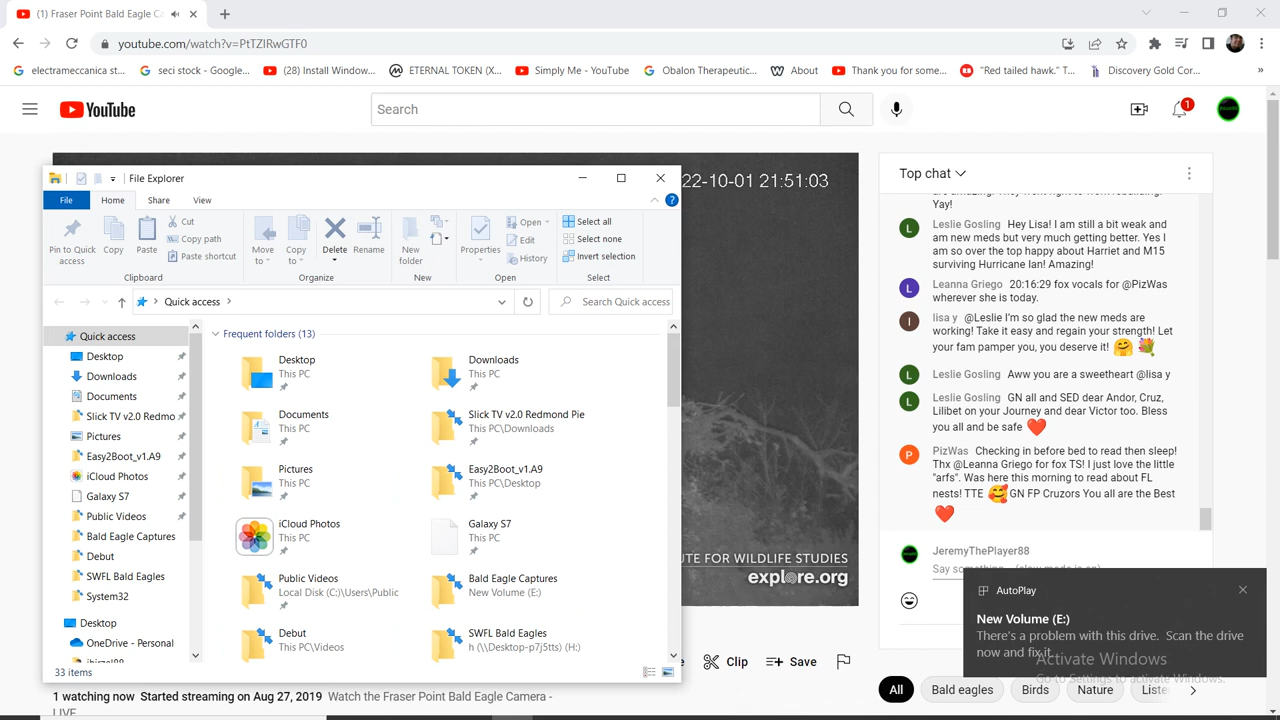 (1) Fraser Point Bald Eagle Ca
youtube.com/watch?v=PtTZIRwGTF0
electrameccanica st...
seci stock - Google...
(28) Install Window...
ETERNAL TOKEN (X...
Simply Me - YouTube
Obalon Therapeutic...
About
Thank you for some...
"Red tailed hawk." T...
Discovery Gold Cor...
»
YouTube
Search
1
22-10-01 21:51:03
UTE FOR WILDLIFE STUDIES
explore.org
File Explorer
File
Home
Share
View
Pin to Quick access
Copy
Paste
Cut
Copy path
Paste shortcut
Clipboard
Move to
Copy to
Delete
Rename
Organize
New folder
New
Properties
Open
Edit
History
Open
Select all
Select none
Invert selection
Select
Quick access
Search Quick access
Quick access
Desktop
Downloads
Documents
Slick TV v2.0 Redmo
Pictures
Easy2Boot_v1.A9
iCloud Photos
Galaxy S7
Public Videos
Bald Eagle Captures
Debut
SWFL Bald Eagles
System32
Desktop
OneDrive - Personal
Frequent folders (13)
Desktop
This PC
Downloads
This PC
Documents
This PC
Slick TV v2.0 Redmond Pie
This PC\Downloads
Pictures
This PC
Easy2Boot_v1.A9
This PC\Desktop
iCloud Photos
This PC
Galaxy S7
This PC
Public Videos
Local Disk (C:)\Users\Public
Bald Eagle Captures
New Volume (E:)
Debut
This PC\Videos
SWFL Bald Eagles
h (\\Desktop-p7j5tts) (H:)
33 items
Clip
Save
1 watching now Started streaming on Aug 27, 2019 Watch the Fraser Point Bald Eagle Camera -
LIVE
Top chat
Yay!
Leslie Gosling Hey Lisa! I am still a bit weak and
am new meds but very much getting better. Yes I
am so over the top happy about Harriet and M15
surviving Hurricane Ian! Amazing!
Leanna Griego 20:16:29 fox vocals for @PizWas
wherever she is today.
lisa y @Leslie I'm so glad the new meds are
working! Take it easy and regain your strength! Let
your fam pamper you, you deserve it! 🤗 💐
Leslie Gosling Aww you are a sweetheart @lisa y
Leslie Gosling GN all and SED dear Andor, Cruz,
Lilibet on your Journey and dear Victor too. Bless
you all and be safe ❤️
PizWas Checking in before bed to read then sleep!
Thx @Leanna Griego for fox TS! I just love the little
"arfs". Was here this morning to read about FL
nests! TTE 🥰 GN FP Cruzors You all are the Best
❤️
JeremyThePlayer88
Say something... (slow mode is on)
AutoPlay
New Volume (E:)
There's a problem with this drive. Scan the drive
now and fix it.
Activate Windows
Go to Settings to activate Windows.
All
Bald eagles
Birds
Nature